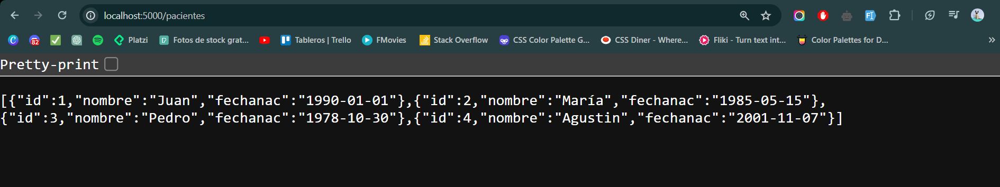 localhost:5000/pacientes
82 Platzi Fotos de stock grat... Tableros | Trello FMovies Stack Overflow CSS Color Palette G... CSS Diner - Where... Fliki - Turn text int... Color Palettes for D... »
Pretty-print
[{"id":1,"nombre":"Juan","fechanac":"1990-01-01"},{"id":2,"nombre":"María","fechanac":"1985-05-15"},
{"id":3,"nombre":"Pedro","fechanac":"1978-10-30"},{"id":4,"nombre":"Agustin","fechanac":"2001-11-07"}]